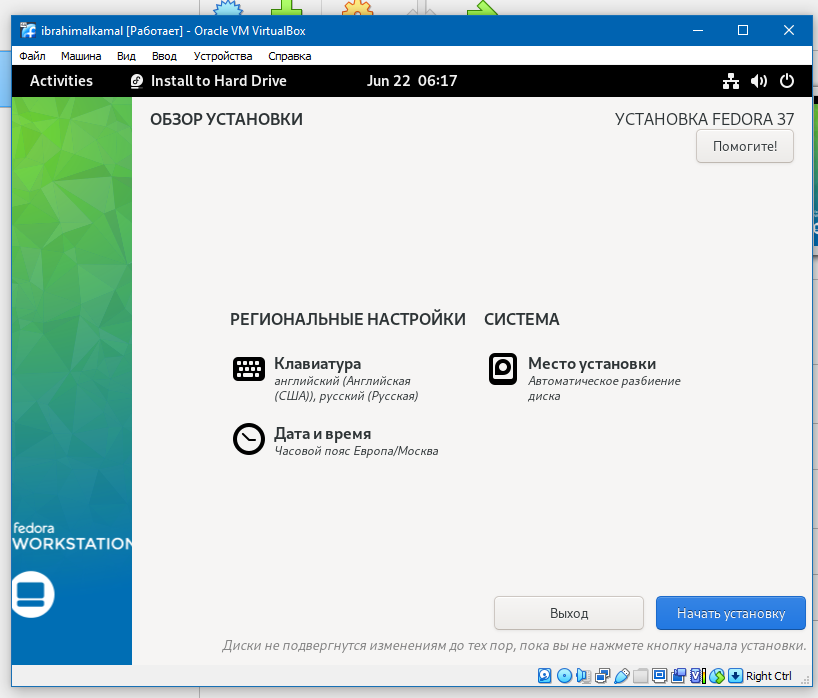 ibrahimalkamal [Работает] - Oracle VM VirtualBox
Файл Машина Вид Ввод Устройства Справка
Activities Install to Hard Drive Jun 22 06:17
ОБЗОР УСТАНОВКИ УСТАНОВКА FEDORA 37
Помогите!
РЕГИОНАЛЬНЫЕ НАСТРОЙКИ СИСТЕМА
Клавиатура
английский (Английская
(США)), русский (Русская)
Дата и время
Часовой пояс Европа/Москва
Место установки
Автоматическое разбиение
диска
fedora
WORKSTATION
Выход Начать установку
Диски не подвергнутся изменениям до тех пор, пока вы не нажмете кнопку начала установки.
Right Ctrl